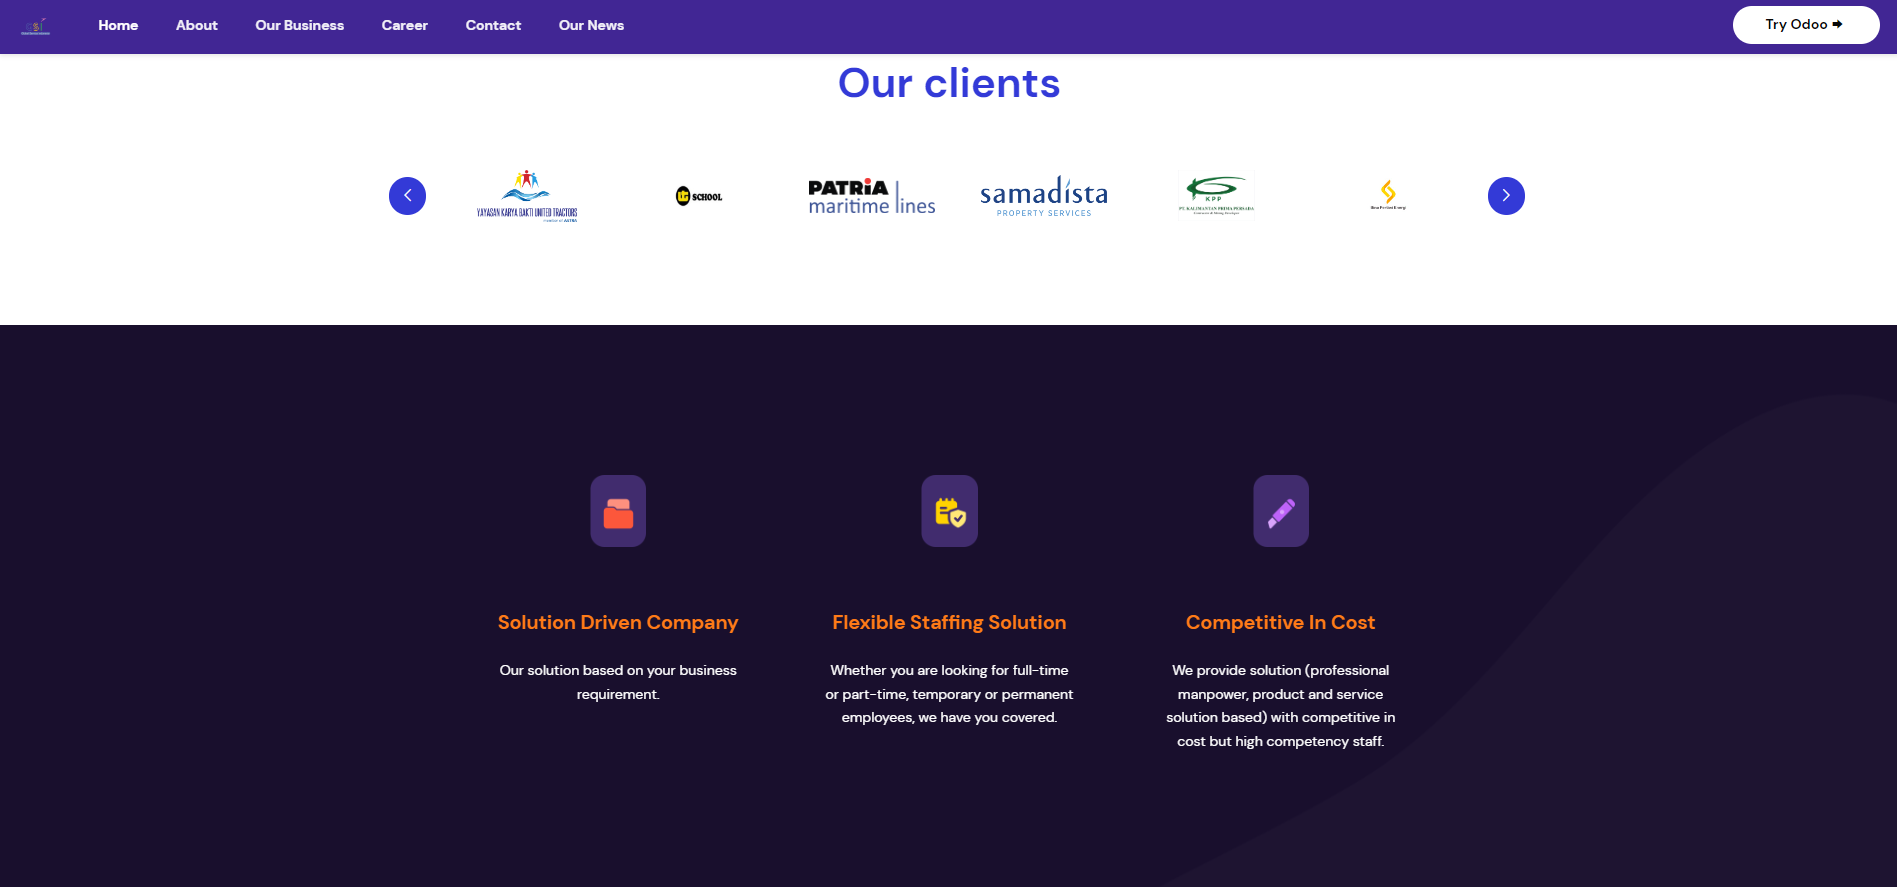 Home About Our Business Career Contact Our News Try Odoo
Our clients
YAYASAN KARYA BAKTI UNITED TRACTORS
member of ASTRA
UT SCHOOL
PATRIA
maritime lines
samadista
PROPERTY SERVICES
KPP
PT. KALIMANTAN PRIMA PERSADA
Solution Driven Company
Our solution based on your business
requirement.
Flexible Staffing Solution
Whether you are looking for full-time
or part-time, temporary or permanent
employees, we have you covered.
Competitive In Cost
We provide solution (professional
manpower, product and service
solution based) with competitive in
cost but high competency staff.